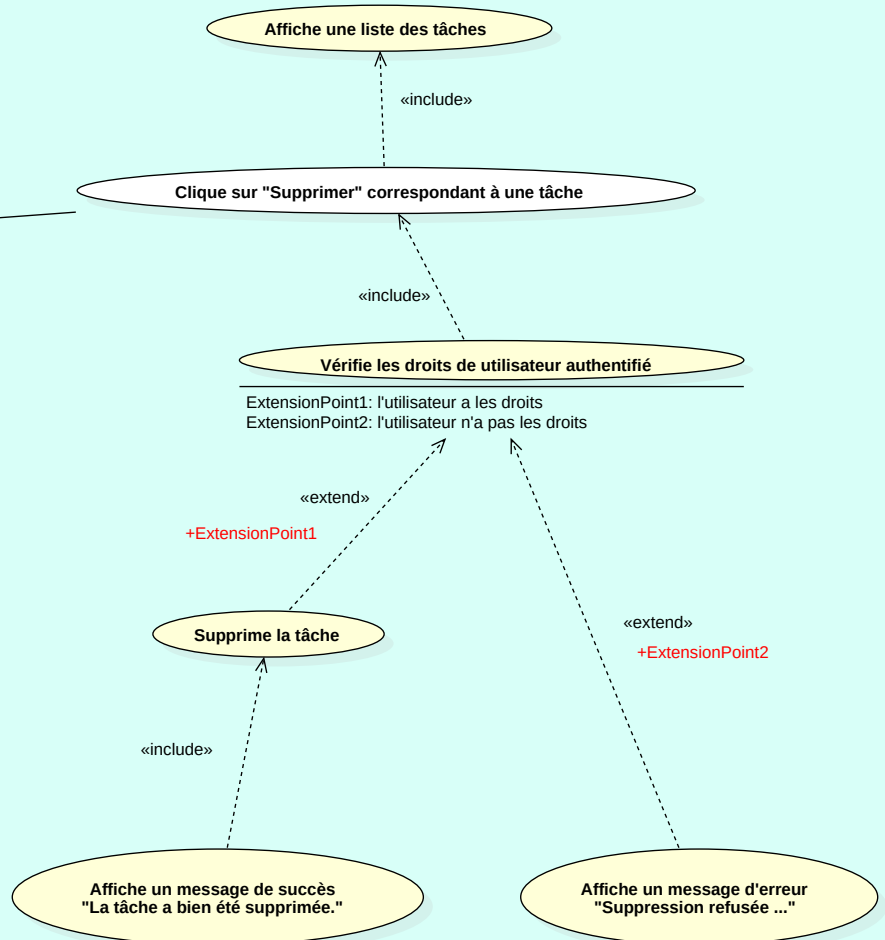 Affiche une liste des tâches
«include»
Clique sur "Supprimer" correspondant à une tâche
«include»
Vérifie les droits de utilisateur authentifié
ExtensionPoint1: l'utilisateur a les droits
ExtensionPoint2: l'utilisateur n'a pas les droits
«extend»
+ExtensionPoint1
«extend»
+ExtensionPoint2
Supprime la tâche
«include»
Affiche un message de succès
"La tâche a bien été supprimée."
Affiche un message d'erreur
"Suppression refusée ..."